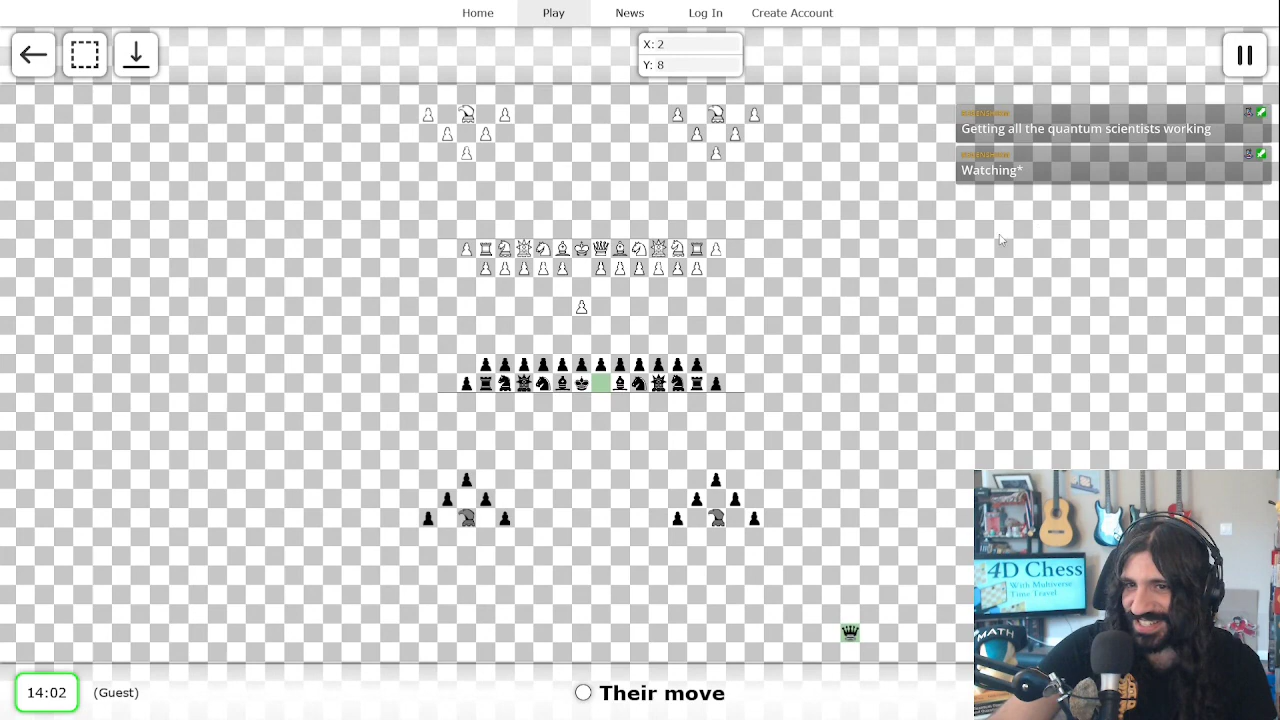 Home Play News Log In Create Account
X: 2
Y: 8
Getting all the quantum scientists working
Watching*
4D Chess
With Multiverse
Time Travel
MATH
14:02 (Guest) Their move